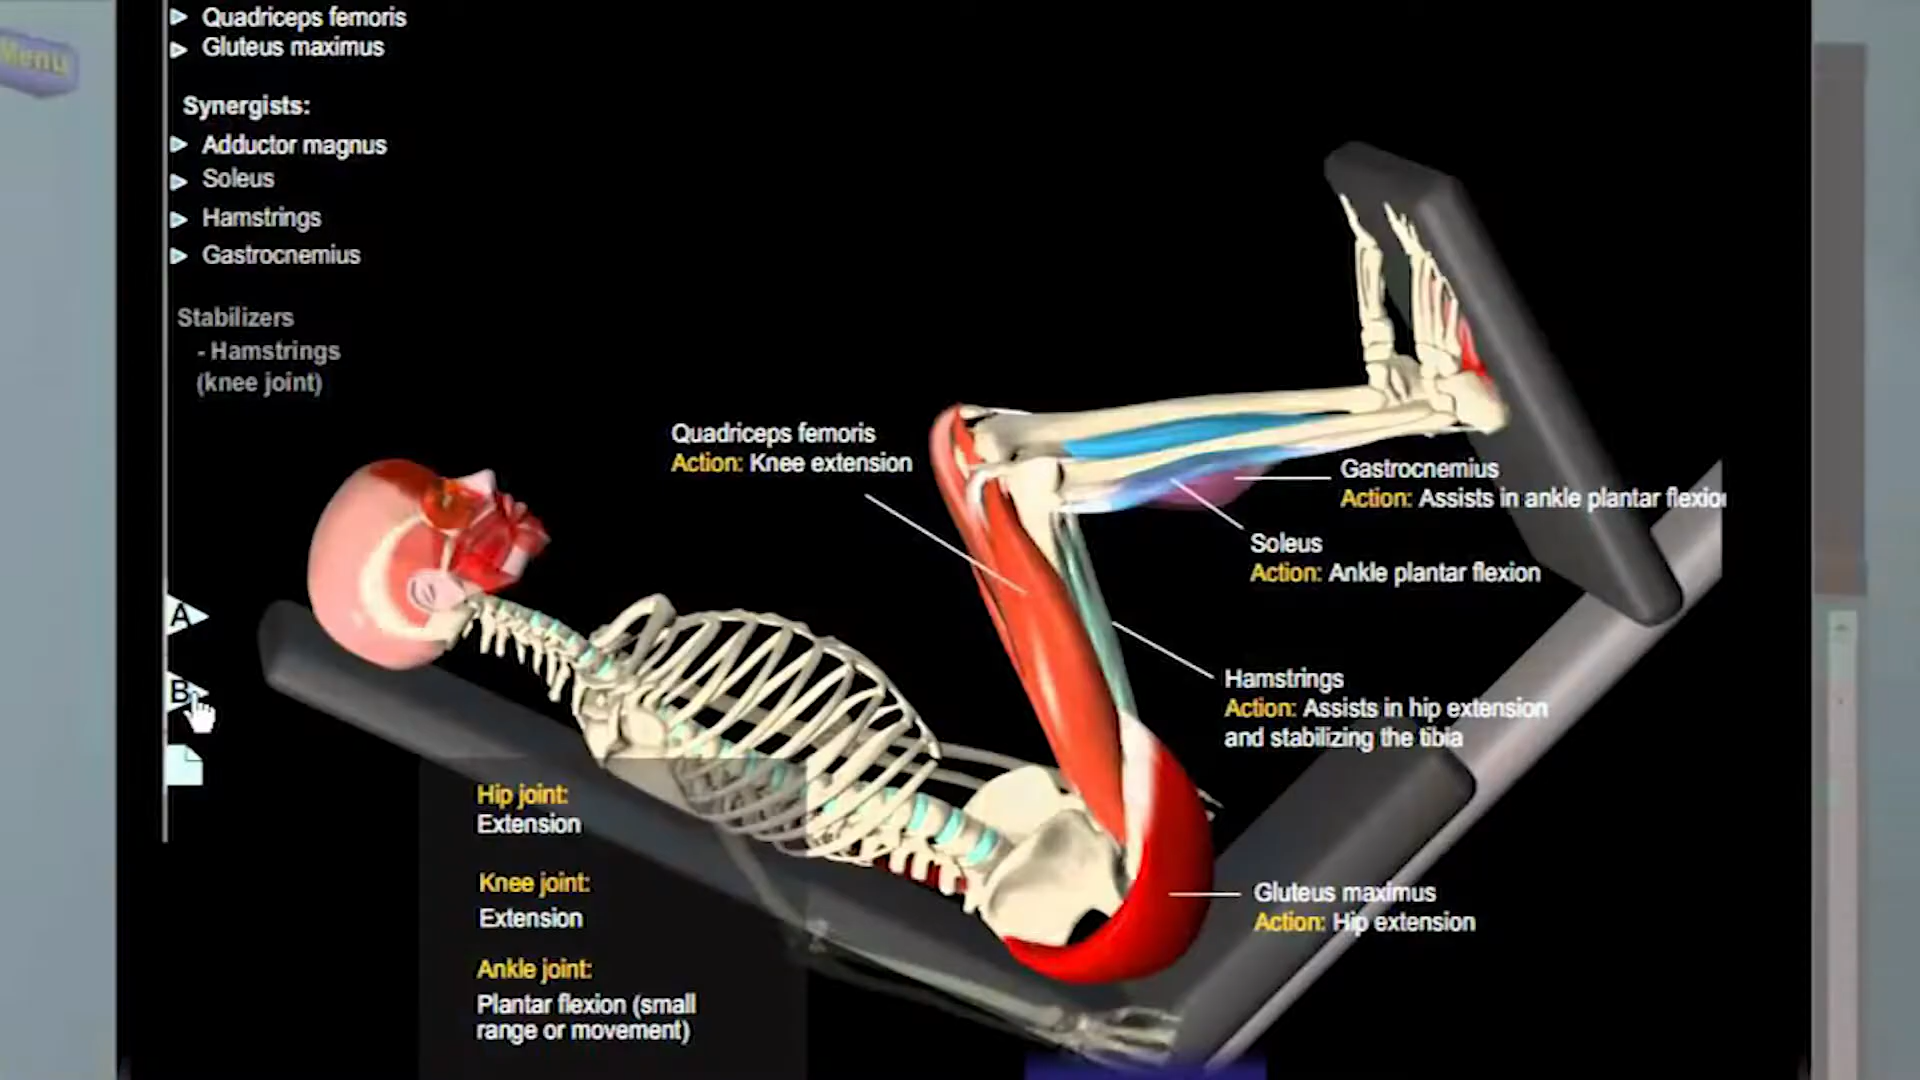 Menu
Quadriceps femoris
Gluteus maximus
Synergists:
Adductor magnus
Soleus
Hamstrings
Gastrocnemius
Stabilizers
- Hamstrings
(knee joint)
A
B
Quadriceps femoris
Action: Knee extension
Gastrocnemius
Action: Assists in ankle plantar flexio
Soleus
Action: Ankle plantar flexion
Hamstrings
Action: Assists in hip extension
and stabilizing the tibia
Gluteus maximus
Action: Hip extension
Hip joint:
Extension
Knee joint:
Extension
Ankle joint:
Plantar flexion (small
range or movement)